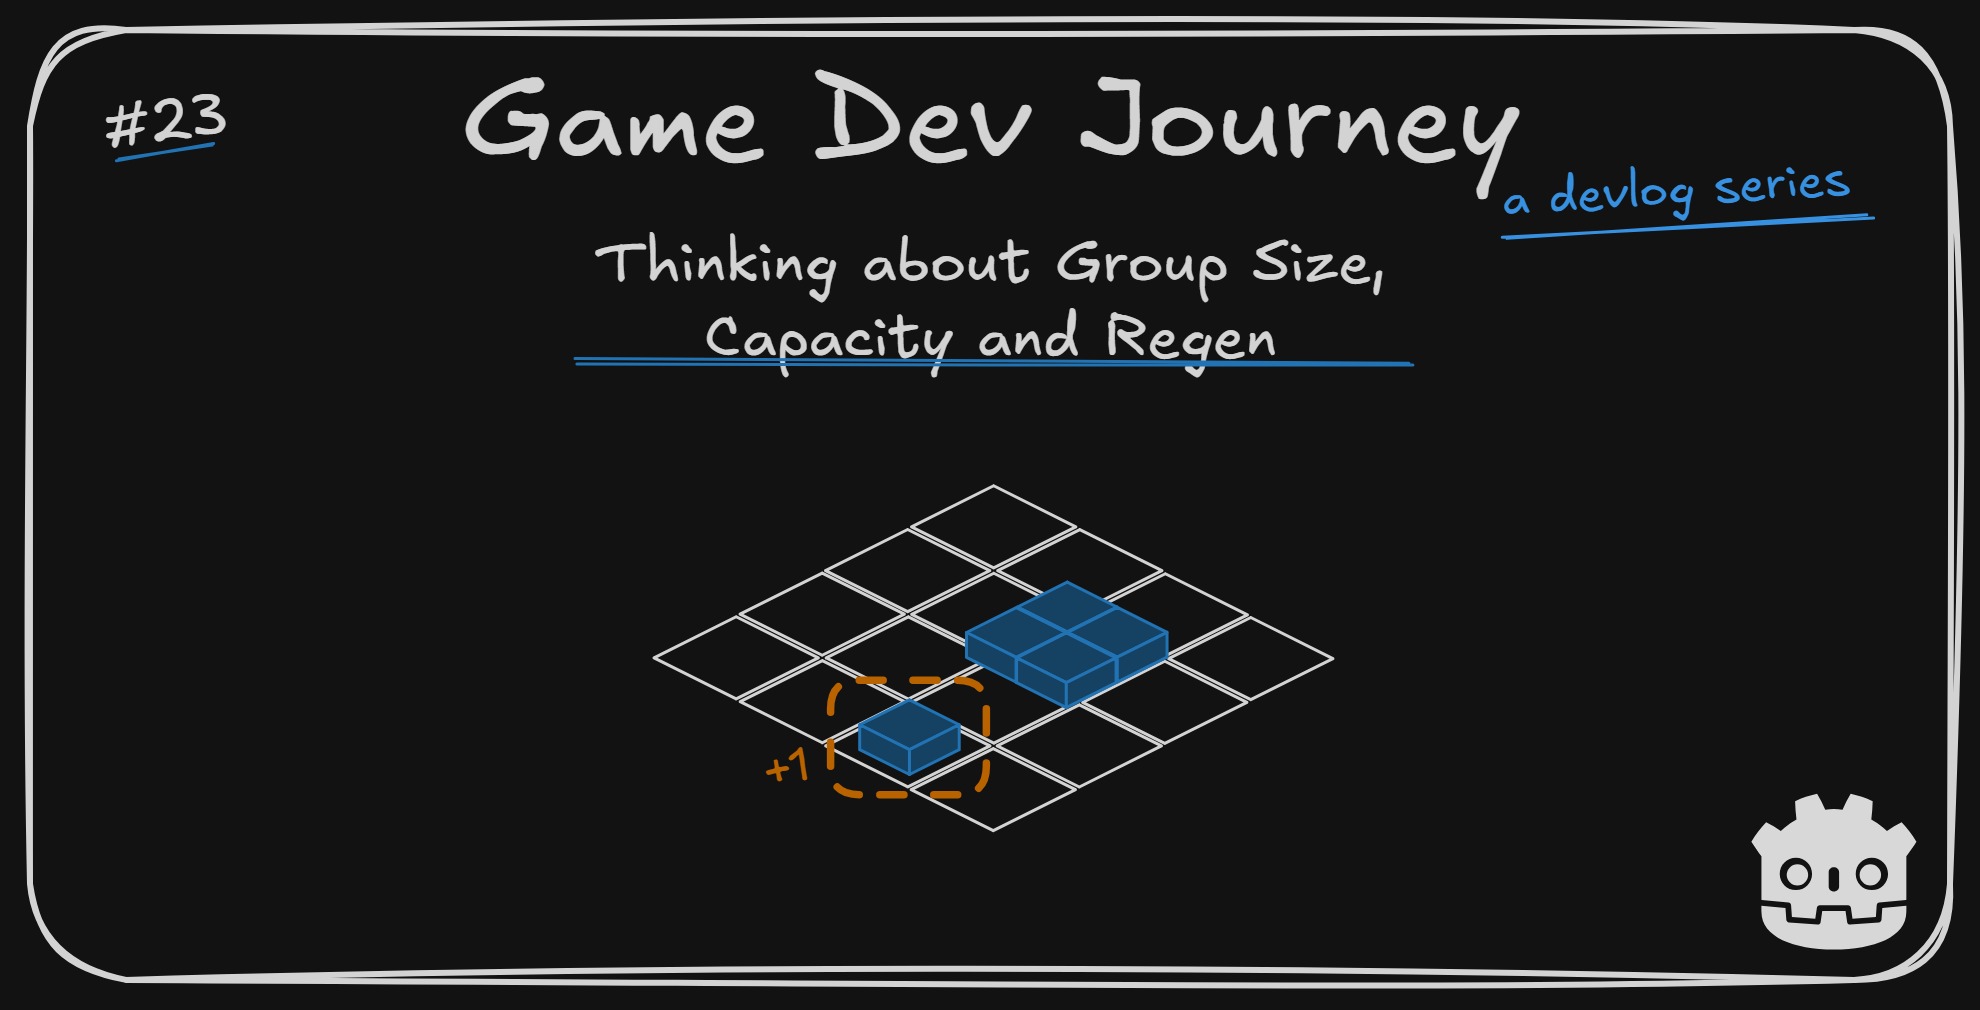 #23
Game Dev Journey
a devlog series
Thinking about Group Size,
Capacity and Regen
+1